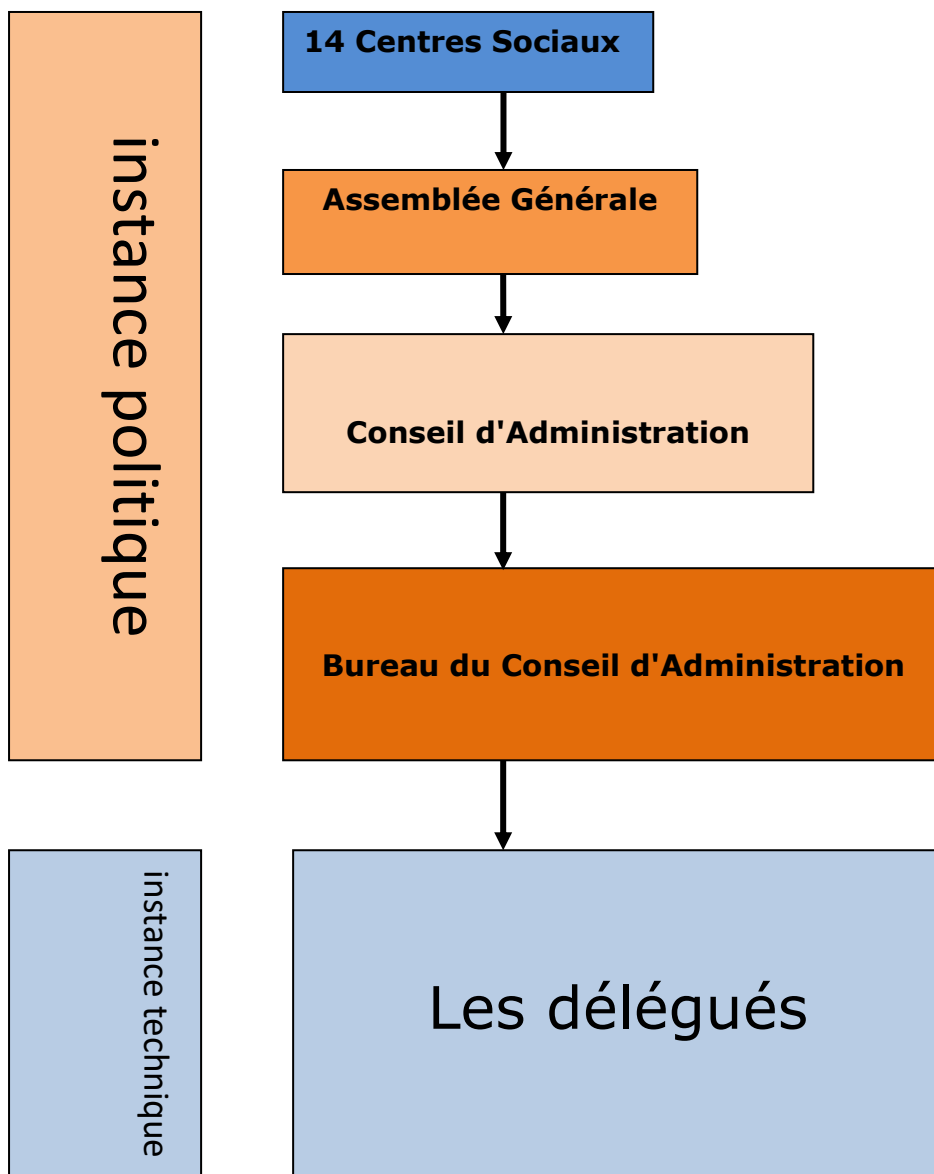 14 Centres Sociaux
instance politique
Assemblée Générale
Conseil d'Administration
Bureau du Conseil d'Administration
instance technique
Les délégués